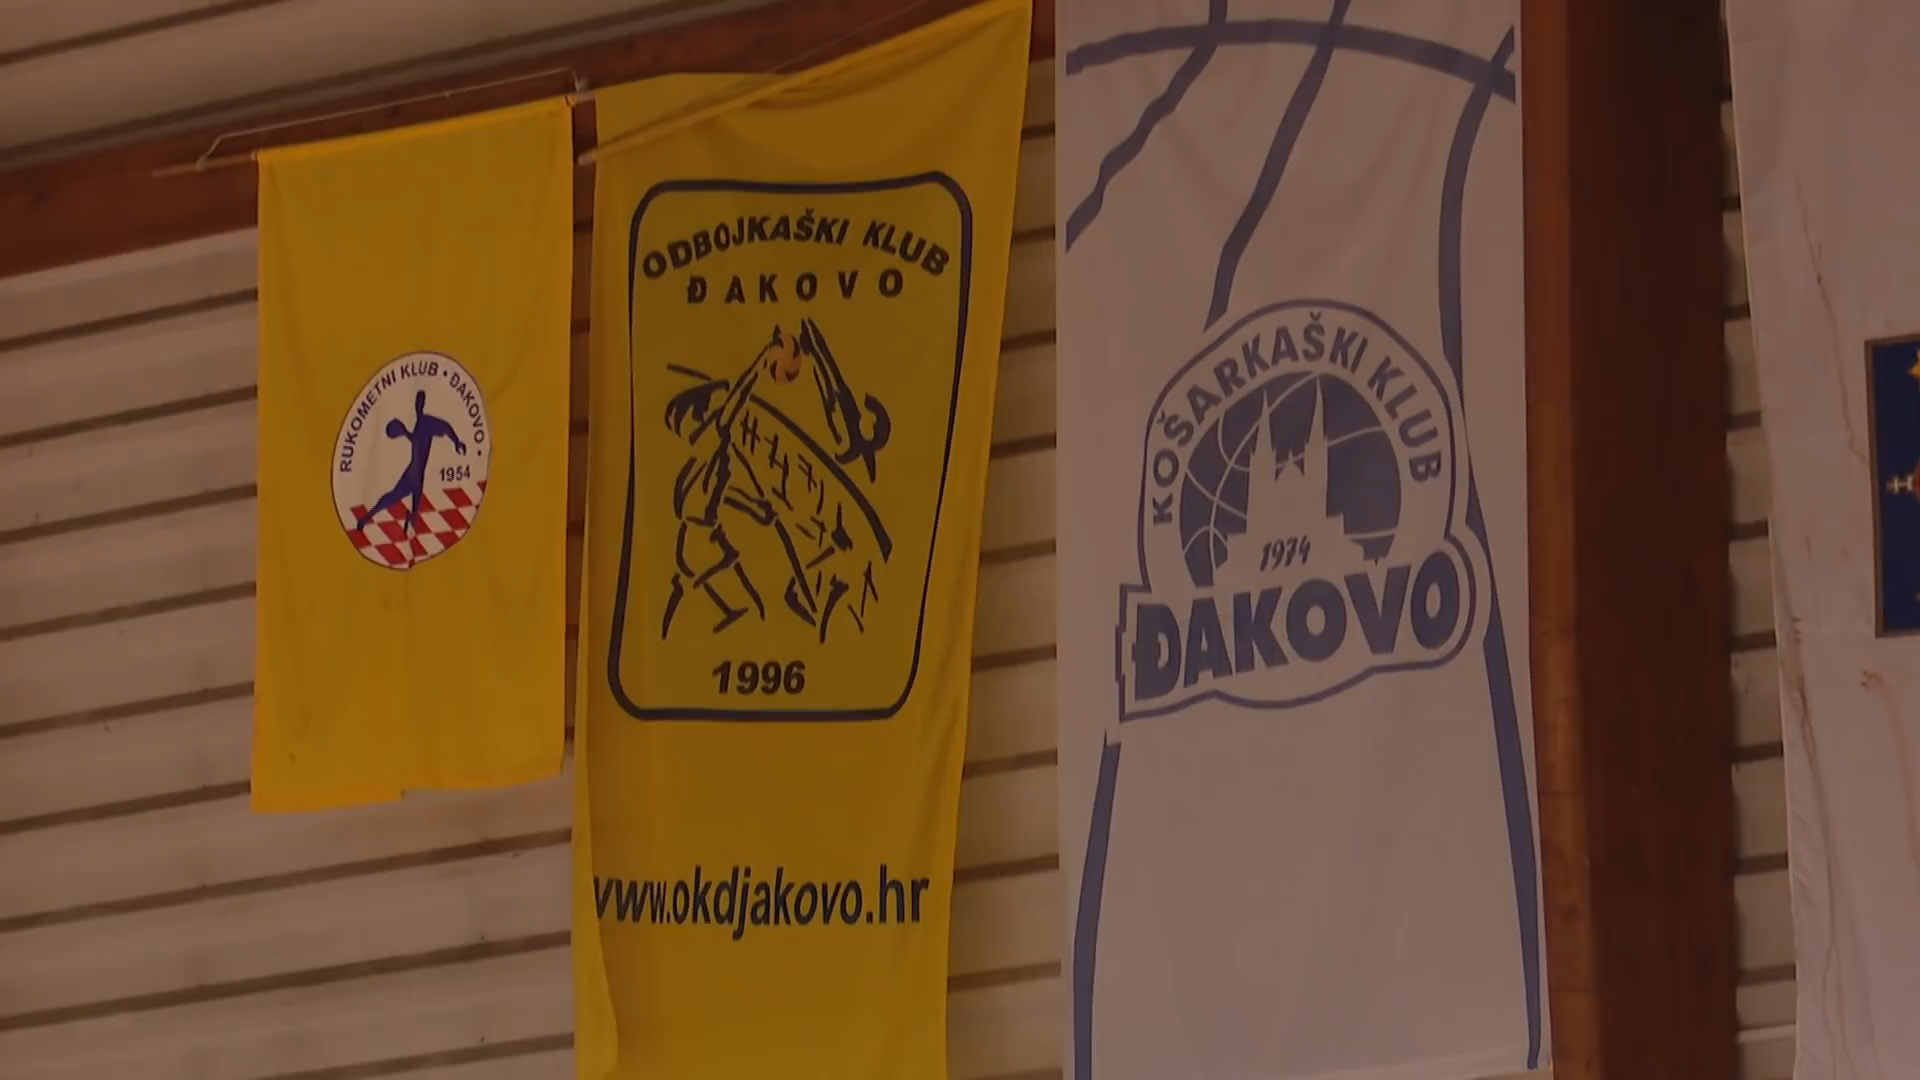 RUKOMETNI KLUB • ĐAKOVO •
1954
ODBOJKAŠKI KLUB
ĐAKOVO
1996
www.okdjakovo.hr
KOŠARKAŠKI KLUB
1974
ĐAKOVO